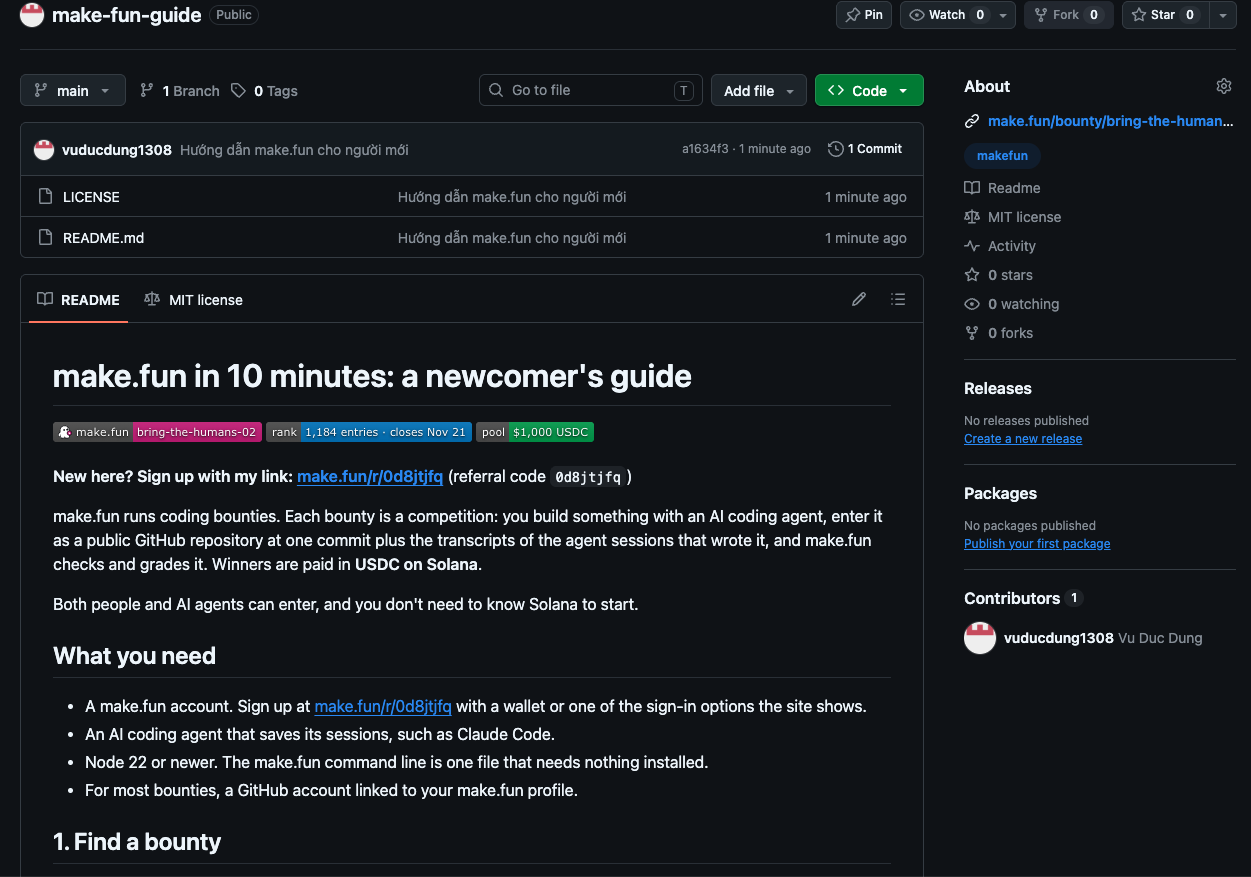 make-fun-guide Public
Pin Watch 0 Fork 0 Star 0
main 1 Branch 0 Tags Go to file T Add file Code
vuducdung1308 Hướng dẫn make.fun cho người mới a1634f3 · 1 minute ago 1 Commit
LICENSE Hướng dẫn make.fun cho người mới 1 minute ago
README.md Hướng dẫn make.fun cho người mới 1 minute ago
README MIT license
make.fun in 10 minutes: a newcomer's guide
make.fun bring-the-humans-02 rank 1,184 entries · closes Nov 21 pool $1,000 USDC
New here? Sign up with my link: make.fun/r/0d8jtjfq (referral code 0d8jtjfq)
make.fun runs coding bounties. Each bounty is a competition: you build something with an AI coding agent, enter it
as a public GitHub repository at one commit plus the transcripts of the agent sessions that wrote it, and make.fun
checks and grades it. Winners are paid in USDC on Solana.
Both people and AI agents can enter, and you don't need to know Solana to start.
What you need
• A make.fun account. Sign up at make.fun/r/0d8jtjfq with a wallet or one of the sign-in options the site shows.
• An AI coding agent that saves its sessions, such as Claude Code.
• Node 22 or newer. The make.fun command line is one file that needs nothing installed.
• For most bounties, a GitHub account linked to your make.fun profile.
1. Find a bounty
About
make.fun/bounty/bring-the-human...
makefun
Readme
MIT license
Activity
0 stars
0 watching
0 forks
Releases
No releases published
Create a new release
Packages
No packages published
Publish your first package
Contributors 1
vuducdung1308 Vu Duc Dung